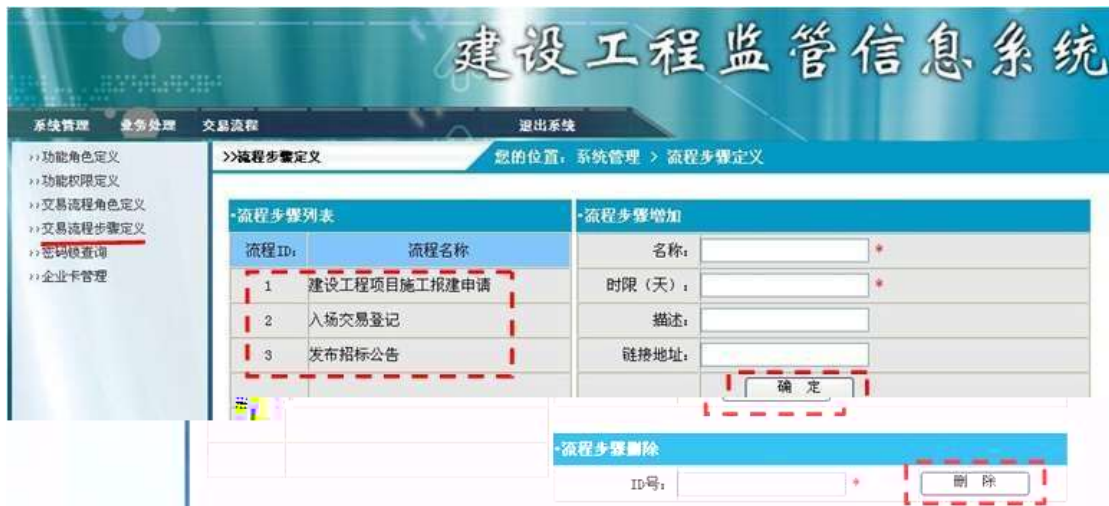 建设工程监管信息系统
系统管理 业务处理 交易流程 退出系统
>>功能角色定义
>>功能权限定义
>>交易流程角色定义
>>交易流程步骤定义
>>密码锁查询
>>企业卡管理
>>流程步骤定义
您的位置：系统管理 > 流程步骤定义
·流程步骤列表
流程ID： 流程名称
1 建设工程项目施工报建申请
2 入场交易登记
3 发布招标公告
·流程步骤增加
名称： *
时限（天）： *
描述：
链接地址：
确 定
·流程步骤删除
ID号： * 删 除